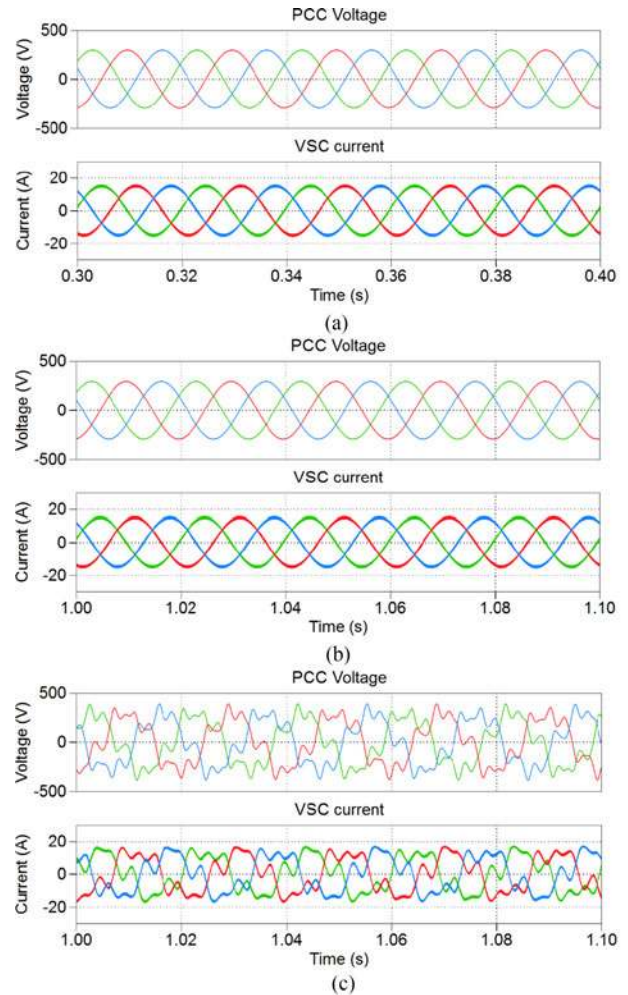 PCC Voltage
500
0
-500
Voltage (V)
VSC current
20
0
-20
Current (A)
0.30 0.32 0.34 0.36 0.38 0.40
Time (s)
(a)
PCC Voltage
500
0
-500
Voltage (V)
VSC current
20
0
-20
Current (A)
1.00 1.02 1.04 1.06 1.08 1.10
Time (s)
(b)
PCC Voltage
500
0
-500
Voltage (V)
VSC current
20
0
-20
Current (A)
1.00 1.02 1.04 1.06 1.08 1.10
Time (s)
(c)